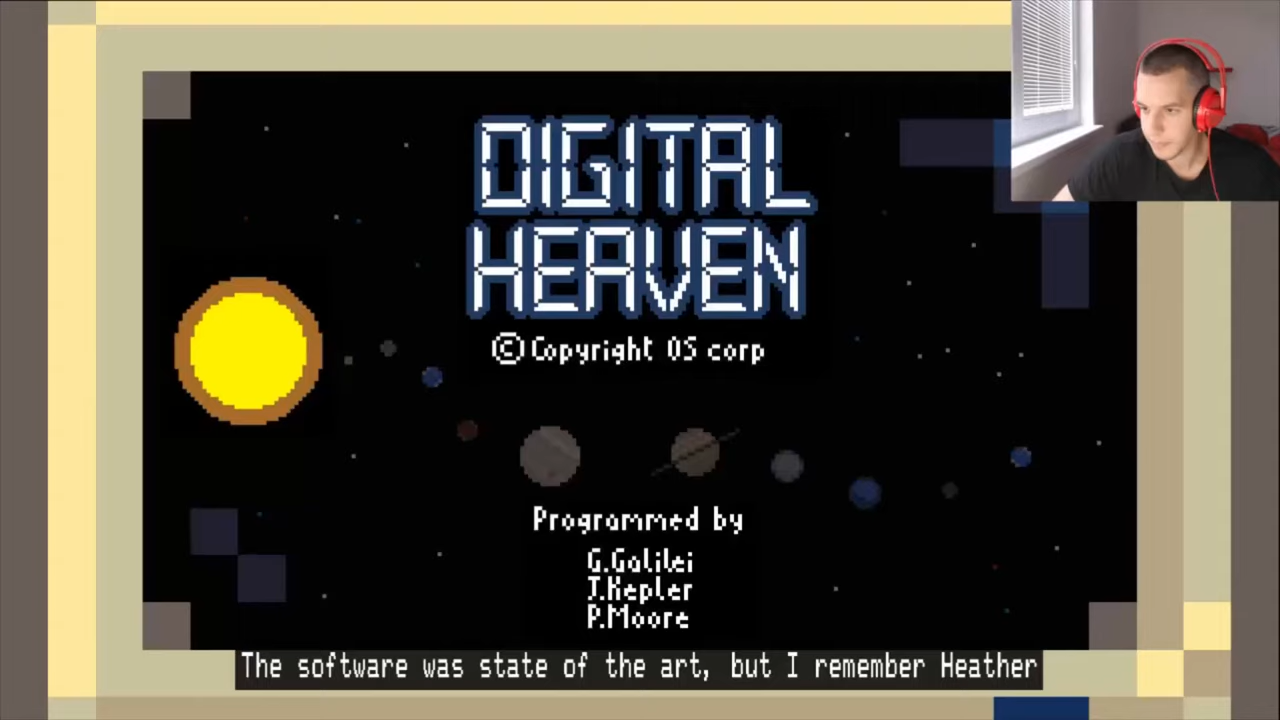 DIGITAL
HEAVEN
©Copyright OS corp
Programmed by
G.Galilei
J.Kepler
P.Moore
The software was state of the art, but I remember Heather